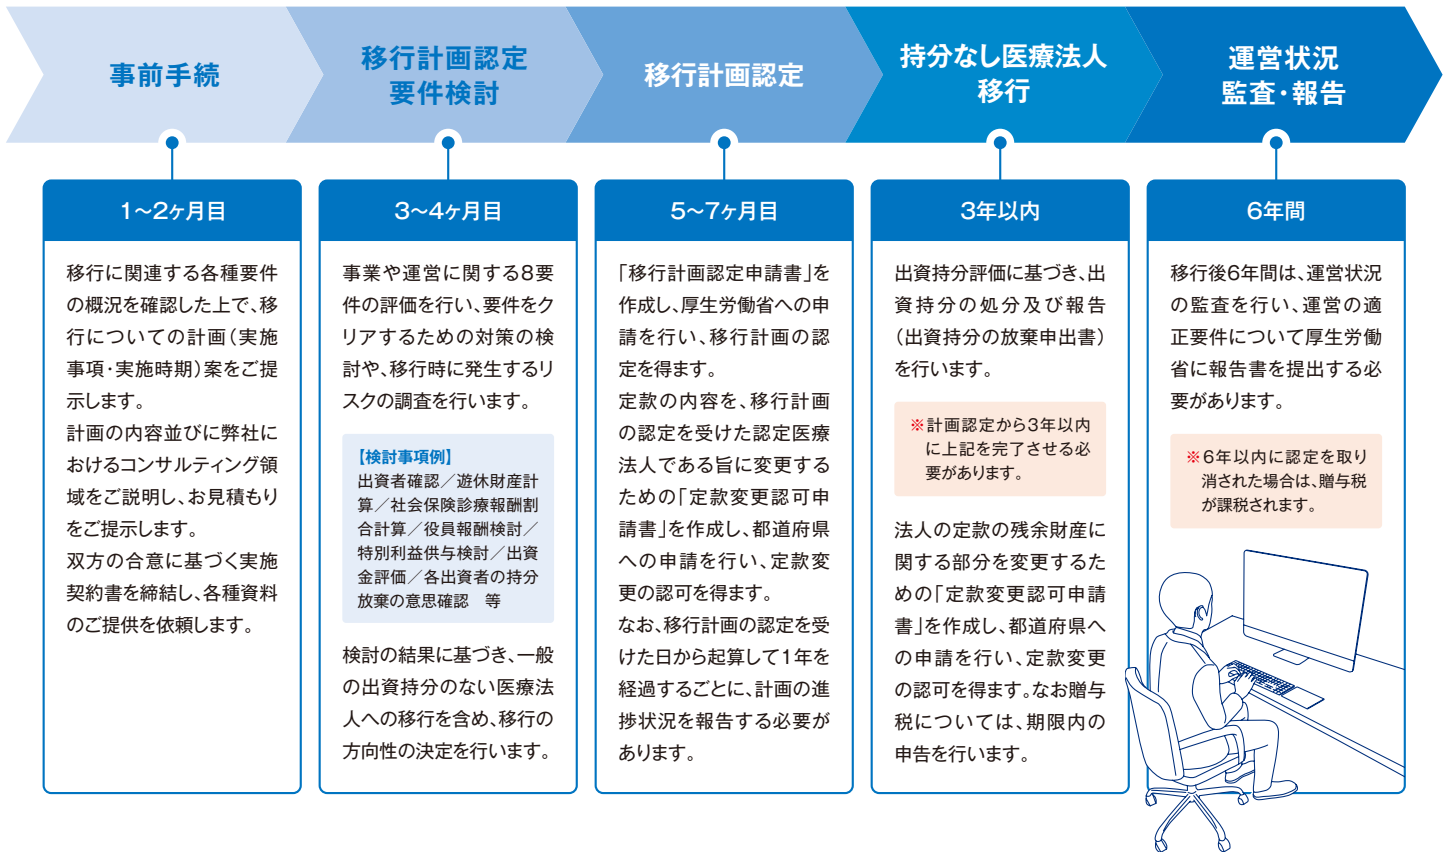 事前手続
移行計画認定
要件検討
移行計画認定
持分なし医療法人
移行
運営状況
監査・報告
1～2ヶ月目
移行に関連する各種要件
の概況を確認した上で、移
行についての計画（実施
事項・実施時期）案をご提
示します。
計画の内容並びに弊社に
おけるコンサルティング領
域をご説明し、お見積もり
をご提示します。
双方の合意に基づく実施
契約書を締結し、各種資料
のご提供を依頼します。
3～4ヶ月目
事業や運営に関する8要
件の評価を行い、要件をク
リアするための対策の検
討や、移行時に発生するリ
スクの調査を行います。
【検討事項例】
出資者確認／遊休財産計
算／社会保険診療報酬割
合計算／役員報酬検討／
特別利益供与検討／出資
金評価／各出資者の持分
放棄の意思確認　等
検討の結果に基づき、一般
の出資持分のない医療法
人への移行を含め、移行の
方向性の決定を行います。
5～7ヶ月目
「移行計画認定申請書」を
作成し、厚生労働省への申
請を行い、移行計画の認
定を得ます。
定款の内容を、移行計画
の認定を受けた認定医療
法人である旨に変更する
ための「定款変更認可申
請書」を作成し、都道府県
への申請を行い、定款変
更の認可を得ます。
なお、移行計画の認定を受
けた日から起算して1年を
経過するごとに、計画の進
捗状況を報告する必要が
あります。
3年以内
出資持分評価に基づき、出
資持分の処分及び報告
（出資持分の放棄申出書）
を行います。
※計画認定から3年以内
に上記を完了させる必
要があります。
法人の定款の残余財産に
関する部分を変更するた
めの「定款変更認可申請
書」を作成し、都道府県へ
の申請を行い、定款変更
の認可を得ます。なお贈与
税については、期限内の
申告を行います。
6年間
移行後6年間は、運営状況
の監査を行い、運営の適
正要件について厚生労働
省に報告書を提出する必
要があります。
※6年以内に認定を取り
消された場合は、贈与税
が課税されます。